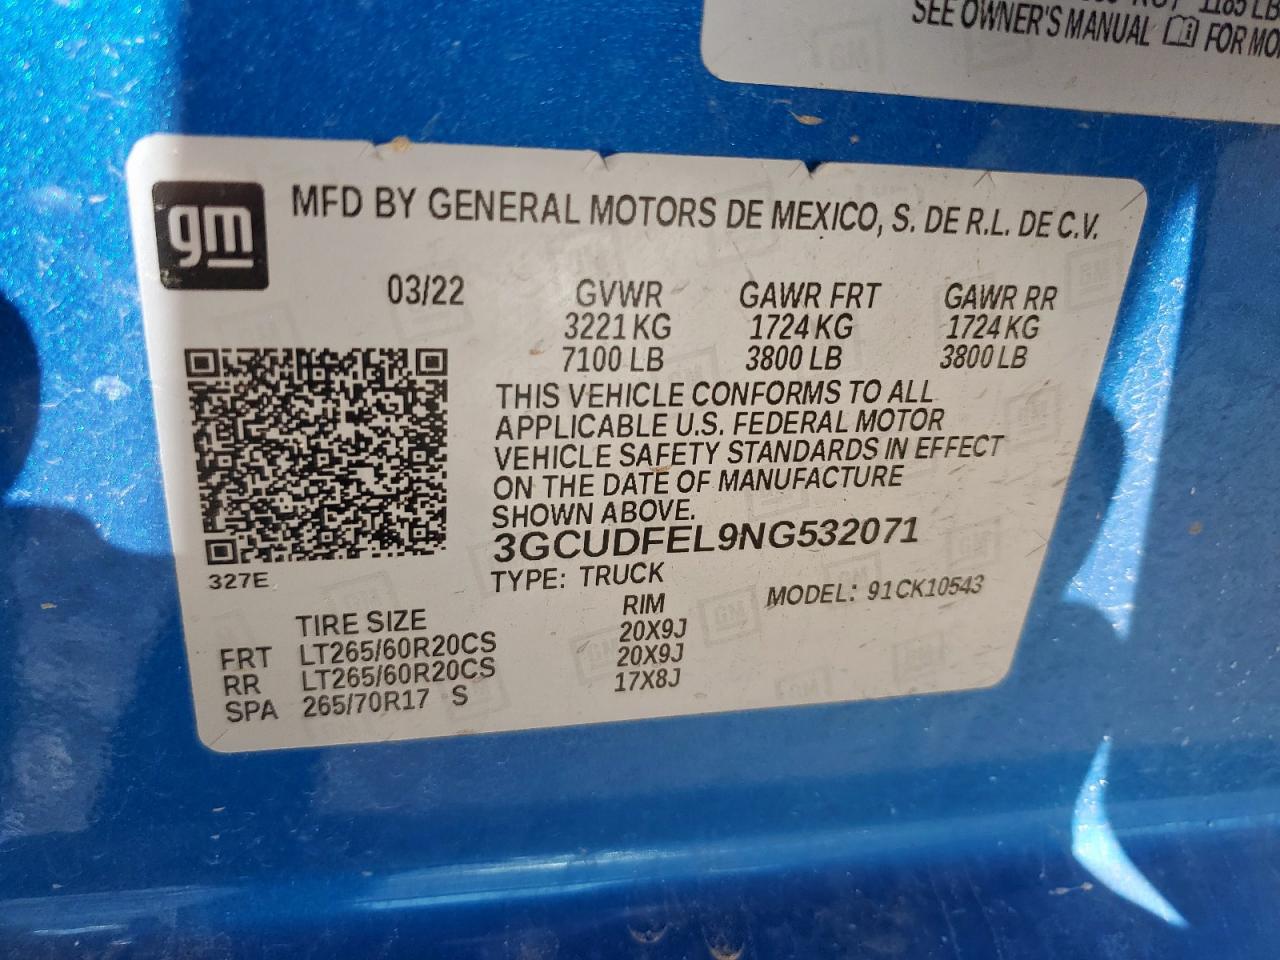 1185 LB
SEE OWNER'S MANUAL FOR
gm
MFD BY GENERAL MOTORS DE MEXICO, S. DE R.L. DE C.V.
03/22 GVWR GAWR FRT GAWR RR
3221 KG 1724 KG 1724 KG
7100 LB 3800 LB 3800 LB
THIS VEHICLE CONFORMS TO ALL
APPLICABLE U.S. FEDERAL MOTOR
VEHICLE SAFETY STANDARDS IN EFFECT
ON THE DATE OF MANUFACTURE
SHOWN ABOVE.
3GCUDFEL9NG532071
327E TYPE: TRUCK MODEL: 91CK10543
TIRE SIZE RIM
FRT LT265/60R20CS 20X9J
RR LT265/60R20CS 20X9J
SPA 265/70R17 S 17X8J